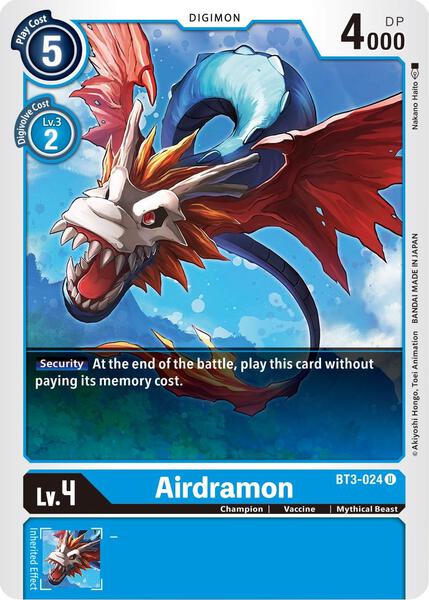 Play Cost
5
DIGIMON
DP
4000
Digivolve Cost
Lv.3
2
Nakano Haito
©Akiyoshi Hongo, Toei Animation BANDAI MADE IN JAPAN
Security At the end of the battle, play this card without
paying its memory cost.
BT3-024 U
Lv.4
Airdramon
Champion | Vaccine | Mythical Beast
Inherited Effect
–